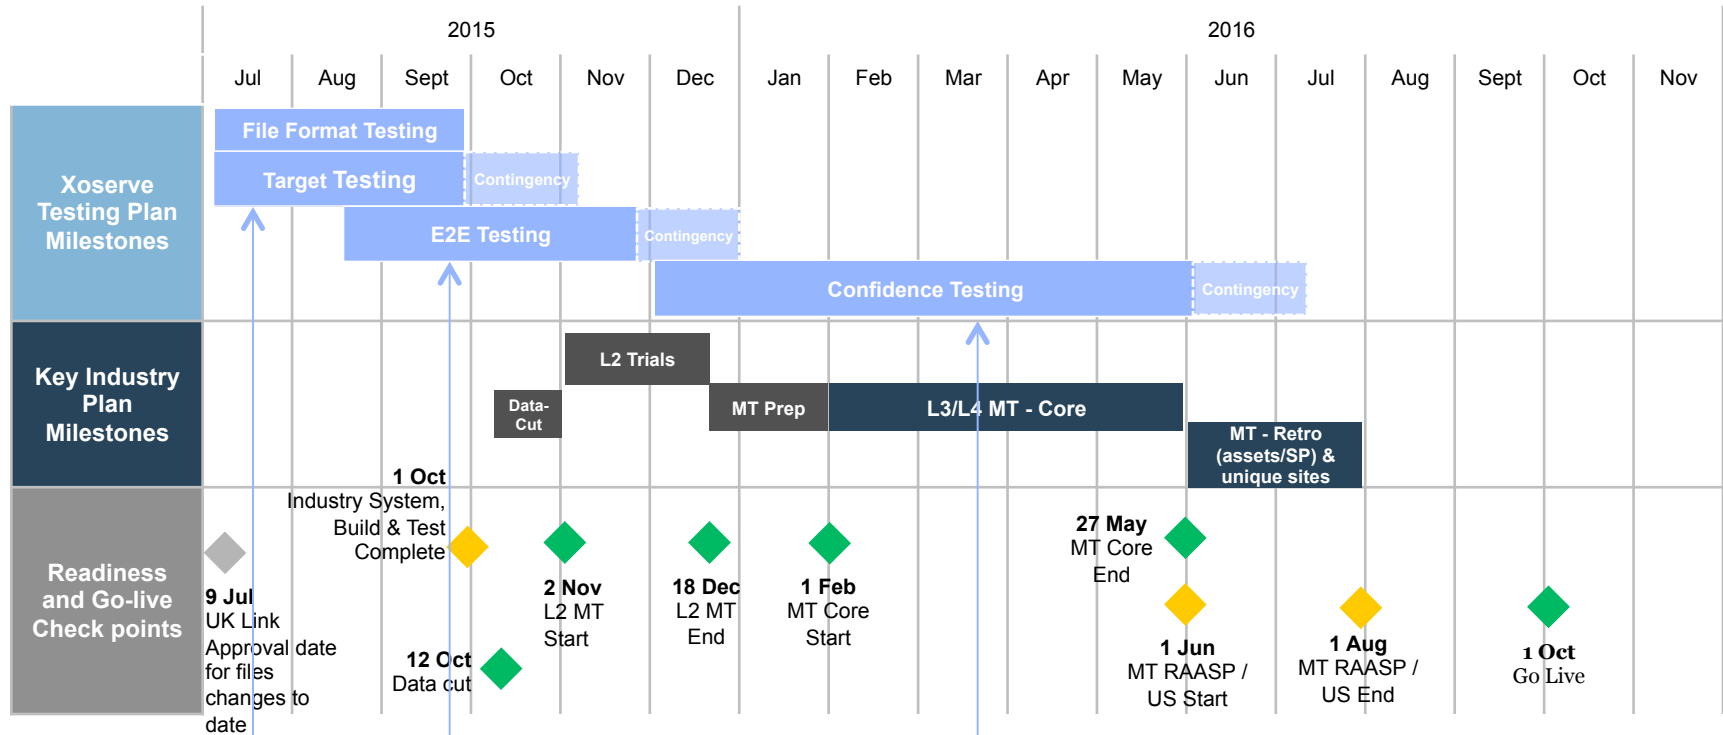 2015
2016
Jul
Aug
Sept
Oct
Nov
Dec
Jan
Feb
Mar
Apr
May
Jun
Jul
Aug
Sept
Oct
Nov
Xoserve
Testing Plan
Milestones
File Format Testing
Target Testing
Contingency
E2E Testing
Contingency
Confidence Testing
Contingency
Key Industry
Plan
Milestones
L2 Trials
Data-
Cut
MT Prep
L3/L4 MT - Core
MT - Retro
(assets/SP) &
unique sites
Readiness
and Go-live
Check points
9 Jul
UK Link
Approval date
for files
changes to
date
1 Oct
Industry System,
Build & Test
Complete
12 Oct
Data cut
2 Nov
L2 MT
Start
18 Dec
L2 MT
End
1 Feb
MT Core
Start
27 May
MT Core
End
1 Jun
MT RAASP /
US Start
1 Aug
MT RAASP /
US End
1 Oct
Go Live